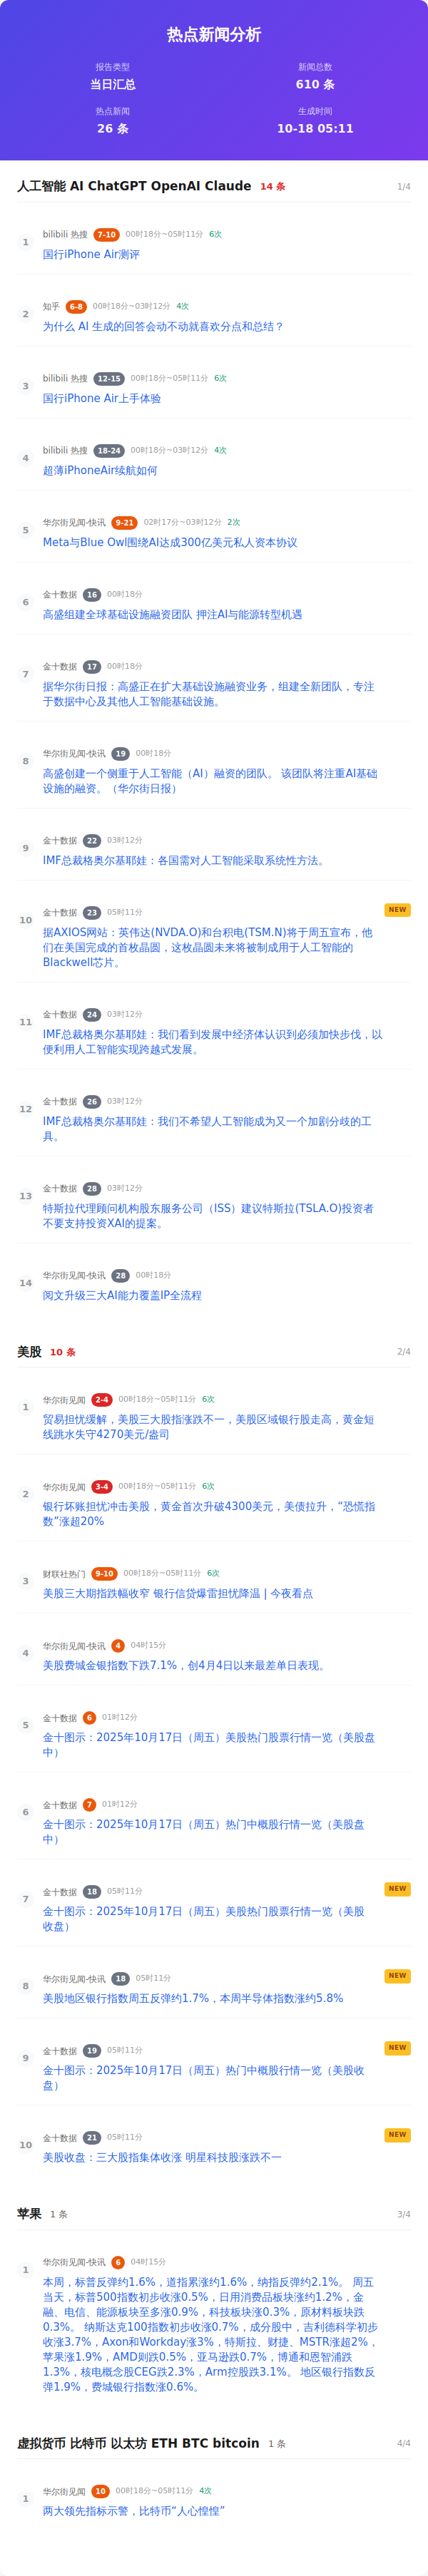 热点新闻分析
报告类型
当日汇总
新闻总数
610 条
热点新闻
26 条
生成时间
10-18 05:11
人工智能 AI ChatGPT OpenAI Claude 14 条 1/4
1
bilibili 热搜 7-10 00时18分~05时11分 6次
国行iPhone Air测评
2
知乎 6-8 00时18分~03时12分 4次
为什么 AI 生成的回答会动不动就喜欢分点和总结？
3
bilibili 热搜 12-15 00时18分~05时11分 6次
国行iPhone Air上手体验
4
bilibili 热搜 18-24 00时18分~03时12分 4次
超薄iPhoneAir续航如何
5
华尔街见闻-快讯 9-21 02时17分~03时12分 2次
Meta与Blue Owl围绕AI达成300亿美元私人资本协议
6
金十数据 16 00时18分
高盛组建全球基础设施融资团队 押注AI与能源转型机遇
7
金十数据 17 00时18分
据华尔街日报：高盛正在扩大基础设施融资业务，组建全新团队，专注
于数据中心及其他人工智能基础设施。
8
华尔街见闻-快讯 19 00时18分
高盛创建一个侧重于人工智能（AI）融资的团队。 该团队将注重AI基础
设施的融资。（华尔街日报）
9
金十数据 22 03时12分
IMF总裁格奥尔基耶娃：各国需对人工智能采取系统性方法。
10
金十数据 23 05时11分 NEW
据AXIOS网站：英伟达(NVDA.O)和台积电(TSM.N)将于周五宣布，他
们在美国完成的首枚晶圆，这枚晶圆未来将被制成用于人工智能的
Blackwell芯片。
11
金十数据 24 03时12分
IMF总裁格奥尔基耶娃：我们看到发展中经济体认识到必须加快步伐，以
便利用人工智能实现跨越式发展。
12
金十数据 26 03时12分
IMF总裁格奥尔基耶娃：我们不希望人工智能成为又一个加剧分歧的工
具。
13
金十数据 28 03时12分
特斯拉代理顾问机构股东服务公司（ISS）建议特斯拉(TSLA.O)投资者
不要支持投资XAI的提案。
14
华尔街见闻-快讯 28 00时18分
阅文升级三大AI能力覆盖IP全流程
美股 10 条 2/4
1
华尔街见闻 2-4 00时18分~05时11分 6次
贸易担忧缓解，美股三大股指涨跌不一，美股区域银行股走高，黄金短
线跳水失守4270美元/盎司
2
华尔街见闻 3-4 00时18分~05时11分 6次
银行坏账担忧冲击美股，黄金首次升破4300美元，美债拉升，“恐慌指
数”涨超20%
3
财联社热门 9-10 00时18分~05时11分 6次
美股三大期指跌幅收窄 银行信贷爆雷担忧降温 | 今夜看点
4
华尔街见闻-快讯 4 04时15分
美股费城金银指数下跌7.1%，创4月4日以来最差单日表现。
5
金十数据 6 01时12分
金十图示：2025年10月17日（周五）美股热门股票行情一览（美股盘
中）
6
金十数据 7 01时12分
金十图示：2025年10月17日（周五）热门中概股行情一览（美股盘
中）
7
金十数据 18 05时11分 NEW
金十图示：2025年10月17日（周五）美股热门股票行情一览（美股
收盘）
8
华尔街见闻-快讯 18 05时11分 NEW
美股地区银行指数周五反弹约1.7%，本周半导体指数涨约5.8%
9
金十数据 19 05时11分 NEW
金十图示：2025年10月17日（周五）热门中概股行情一览（美股收
盘）
10
金十数据 21 05时11分 NEW
美股收盘：三大股指集体收涨 明星科技股涨跌不一
苹果 1 条 3/4
1
华尔街见闻-快讯 6 04时15分
本周，标普反弹约1.6%，道指累涨约1.6%，纳指反弹约2.1%。 周五
当天，标普500指数初步收涨0.5%，日用消费品板块涨约1.2%，金
融、电信、能源板块至多涨0.9%，科技板块涨0.3%，原材料板块跌
0.3%。 纳斯达克100指数初步收涨0.7%，成分股中，吉利德科学初步
收涨3.7%，Axon和Workday涨3%，特斯拉、财捷、MSTR涨超2%，
苹果涨1.9%，AMD则跌0.5%，亚马逊跌0.7%，博通和恩智浦跌
1.3%，核电概念股CEG跌2.3%，Arm控股跌3.1%。 地区银行指数反
弹1.9%，费城银行指数涨0.6%。
虚拟货币 比特币 以太坊 ETH BTC bitcoin 1 条 4/4
1
华尔街见闻 10 00时18分~05时11分 4次
两大领先指标示警，比特币“人心惶惶”